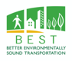 BEST
BETTER ENVIRONMENTALLY
SOUND TRANSPORTATION